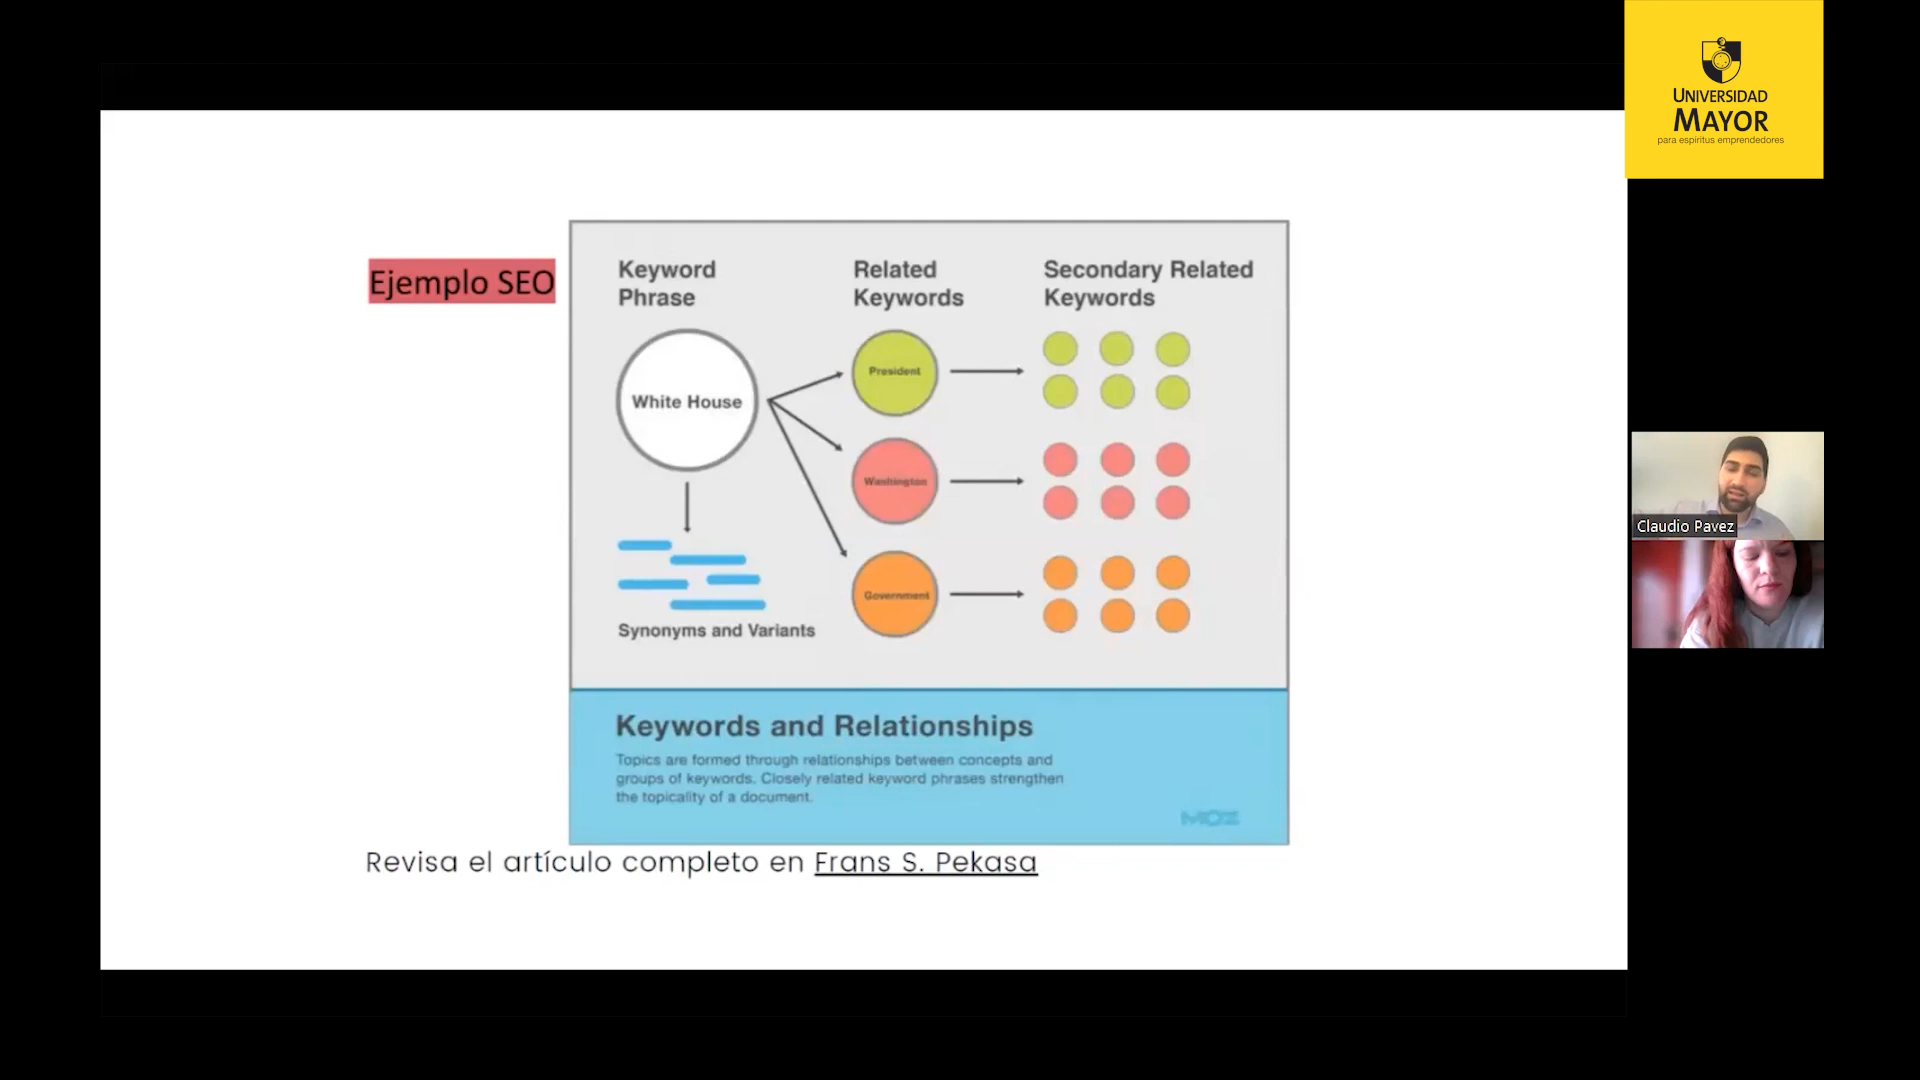 UNIVERSIDAD
MAYOR
para espíritus emprendedores
Ejemplo SEO
Keyword
Phrase
Related
Keywords
Secondary Related
Keywords
White House
President
Washington
Government
Synonyms and Variants
Keywords and Relationships
Topics are formed through relationships between concepts and
groups of keywords. Closely related keyword phrases strengthen
the topicality of a document.
MOZ
Revisa el artículo completo en Frans S. Pekasa
Claudio Pavez